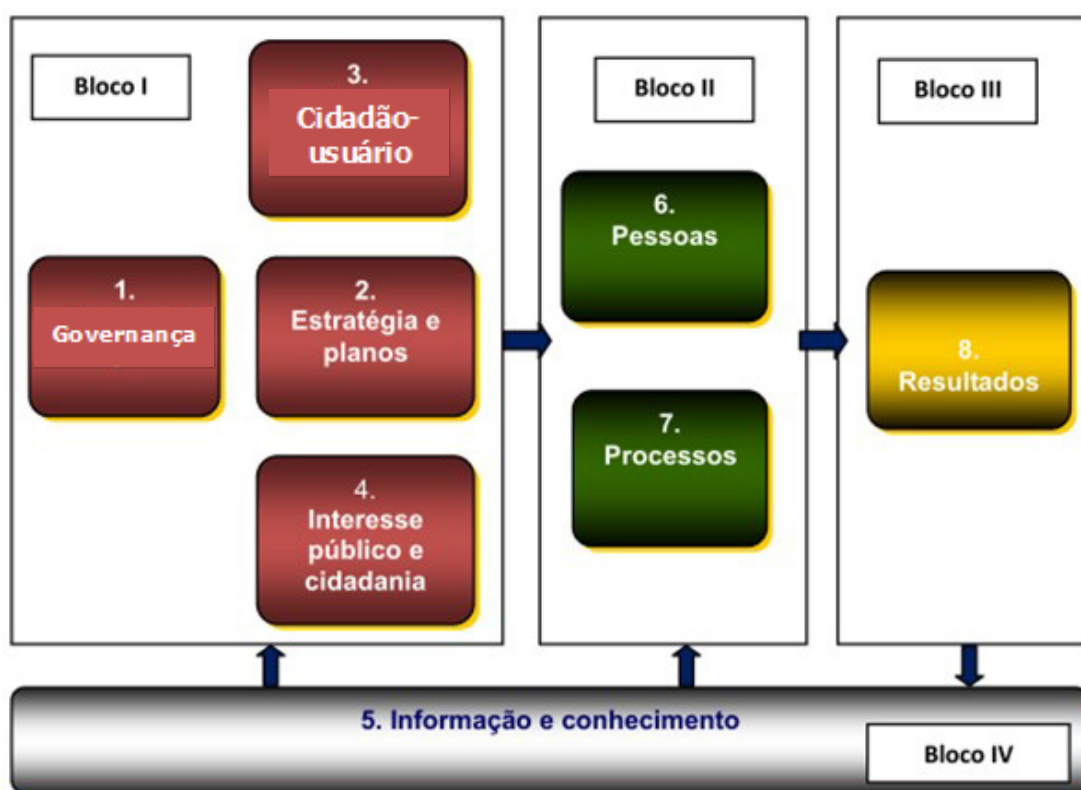 Bloco I
3.
Cidadão-
usuário
1.
Governança
2.
Estratégia e
planos
4.
Interesse
público e
cidadania
Bloco II
6.
Pessoas
7.
Processos
Bloco III
8.
Resultados
5. Informação e conhecimento
Bloco IV